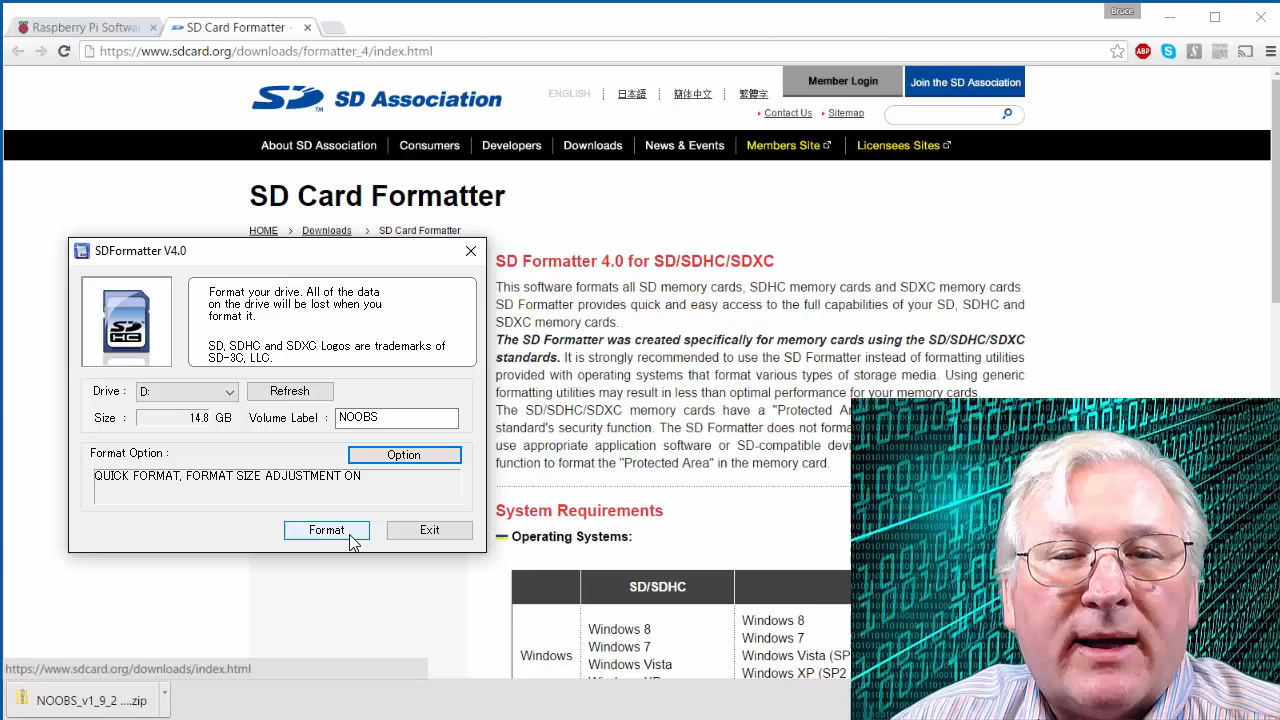 Bruce
Raspberry Pi Softwa
SD Card Formatter -
https://www.sdcard.org/downloads/formatter_4/index.html
ABP
SD Association
ENGLISH
日本語
简体中文
繁體字
Member Login
Join the SD Association
Contact Us
Sitemap
About SD Association
Consumers
Developers
Downloads
News & Events
Members Site
Licensees Sites
SD Card Formatter
HOME > Downloads > SD Card Formatter
SDFormatter V4.0
Format your drive. All of the data
on the drive will be lost when you
format it.
SD, SDHC and SDXC Logos are trademarks of
SD-3C, LLC.
Drive :
D:
Refresh
Size :
14.8 GB
Volume Label :
NOOBS
Format Option :
Option
QUICK FORMAT, FORMAT SIZE ADJUSTMENT ON
Format
Exit
SD Formatter 4.0 for SD/SDHC/SDXC
This software formats all SD memory cards, SDHC memory cards and SDXC memory cards.
SD Formatter provides quick and easy access to the full capabilities of your SD, SDHC and
SDXC memory cards.
The SD Formatter was created specifically for memory cards using the SD/SDHC/SDXC
standards. It is strongly recommended to use the SD Formatter instead of formatting utilities
provided with operating systems that format various types of storage media. Using generic
formatting utilities may result in less than optimal performance for your memory cards.
The SD/SDHC/SDXC memory cards have a "Protected Ar
standard's security function. The SD Formatter does not forma
use appropriate application software or SD-compatible devi
function to format the "Protected Area" in the memory card.
System Requirements
Operating Systems:
SD/SDHC
Windows
Windows 8
Windows 7
Windows Vista
Windows 8
Windows 7
Windows Vista (SP
Windows XP (SP2
https://www.sdcard.org/downloads/index.html
NOOBS_v1_9_2 ....zip